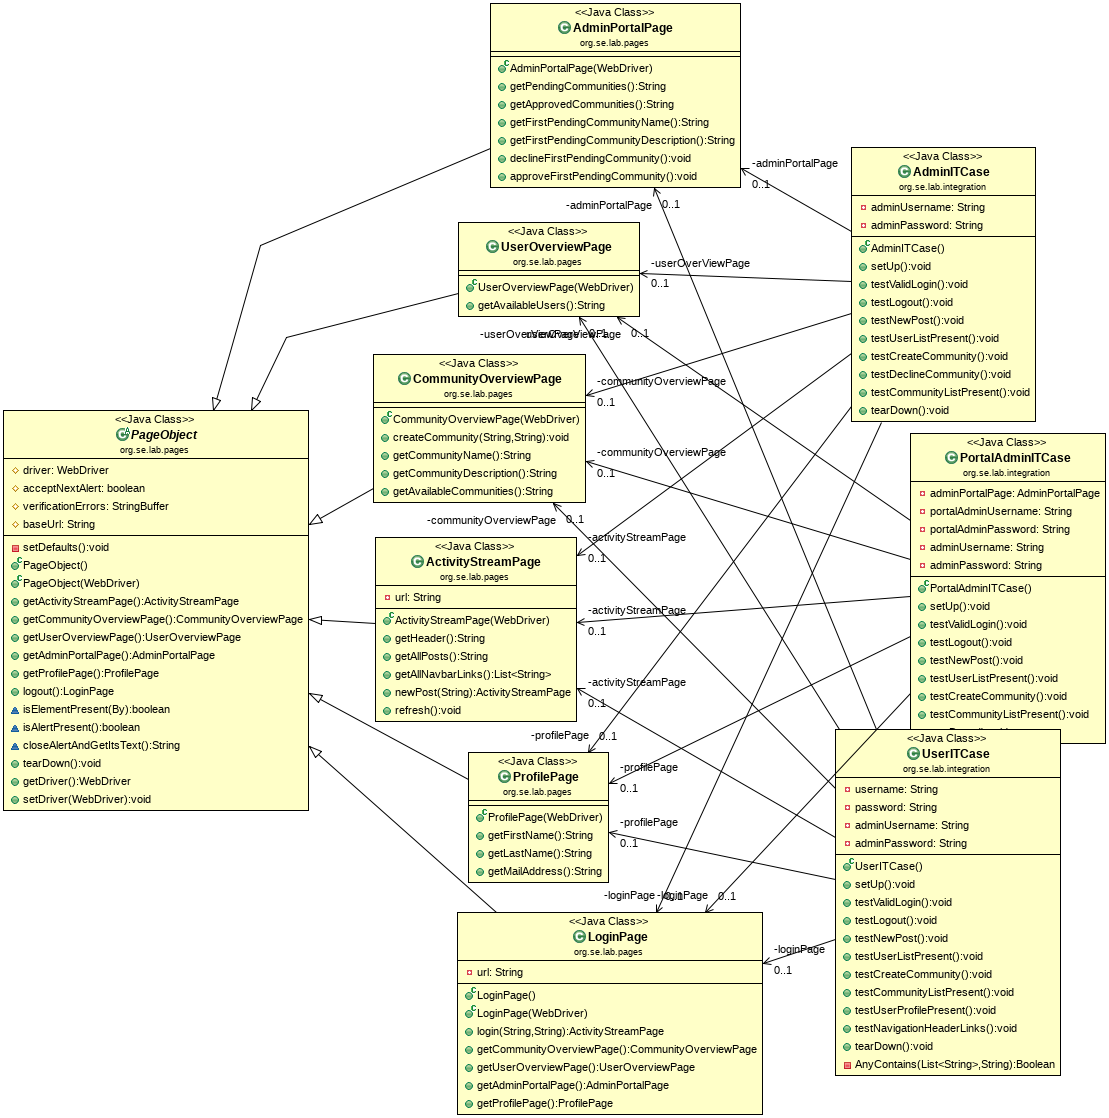 <<Java Class>>
AdminPortalPage
org.se.lab.pages
AdminPortalPage(WebDriver)
getPendingCommunities():String
getApprovedCommunities():String
getFirstPendingCommunityName():String
getFirstPendingCommunityDescription():String
declineFirstPendingCommunity():void
approveFirstPendingCommunity():void
<<Java Class>>
UserOverviewPage
org.se.lab.pages
UserOverviewPage(WebDriver)
getAvailableUsers():String
<<Java Class>>
CommunityOverviewPage
org.se.lab.pages
CommunityOverviewPage(WebDriver)
createCommunity(String,String):void
getCommunityName():String
getCommunityDescription():String
getAvailableCommunities():String
<<Java Class>>
PageObject
org.se.lab.pages
driver: WebDriver
acceptNextAlert: boolean
verificationErrors: StringBuffer
baseUrl: String
setDefaults():void
PageObject()
PageObject(WebDriver)
getActivityStreamPage():ActivityStreamPage
getCommunityOverviewPage():CommunityOverviewPage
getUserOverviewPage():UserOverviewPage
getAdminPortalPage():AdminPortalPage
getProfilePage():ProfilePage
logout():LoginPage
isElementPresent(By):boolean
isAlertPresent():boolean
closeAlertAndGetItsText():String
tearDown():void
getDriver():WebDriver
setDriver(WebDriver):void
<<Java Class>>
ActivityStreamPage
org.se.lab.pages
url: String
ActivityStreamPage(WebDriver)
getHeader():String
getAllPosts():String
getAllNavbarLinks():List<String>
newPost(String):ActivityStreamPage
refresh():void
<<Java Class>>
ProfilePage
org.se.lab.pages
ProfilePage(WebDriver)
getFirstName():String
getLastName():String
getMailAddress():String
<<Java Class>>
LoginPage
org.se.lab.pages
url: String
LoginPage()
LoginPage(WebDriver)
login(String,String):ActivityStreamPage
getCommunityOverviewPage():CommunityOverviewPage
getUserOverviewPage():UserOverviewPage
getAdminPortalPage():AdminPortalPage
getProfilePage():ProfilePage
<<Java Class>>
AdminITCase
org.se.lab.integration
adminUsername: String
adminPassword: String
AdminITCase()
setUp():void
testValidLogin():void
testLogout():void
testNewPost():void
testUserListPresent():void
testCreateCommunity():void
testDeclineCommunity():void
testCommunityListPresent():void
tearDown():void
<<Java Class>>
PortalAdminITCase
org.se.lab.integration
adminPortalPage: AdminPortalPage
portalAdminUsername: String
portalAdminPassword: String
adminUsername: String
adminPassword: String
PortalAdminITCase()
setUp():void
testValidLogin():void
testLogout():void
testNewPost():void
testUserListPresent():void
testCreateCommunity():void
testCommunityListPresent():void
<<Java Class>>
UserITCase
org.se.lab.integration
username: String
password: String
adminUsername: String
adminPassword: String
UserITCase()
setUp():void
testValidLogin():void
testLogout():void
testNewPost():void
testUserListPresent():void
testCreateCommunity():void
testCommunityListPresent():void
testUserProfilePresent():void
testNavigationHeaderLinks():void
tearDown():void
AnyContains(List<String>,String):Boolean
-adminPortalPage
0..1
-adminPortalPage
0..1
-userOverViewPage
0..1
0..1
0..1
-communityOverviewPage
0..1
-communityOverviewPage
0..1
-communityOverviewPage
0..1
-activityStreamPage
0..1
-activityStreamPage
0..1
-activityStreamPage
0..1
-profilePage
0..1
-profilePage
0..1
-profilePage
0..1
-loginPage
0..1
-loginPage
0..1
-loginPage
0..1